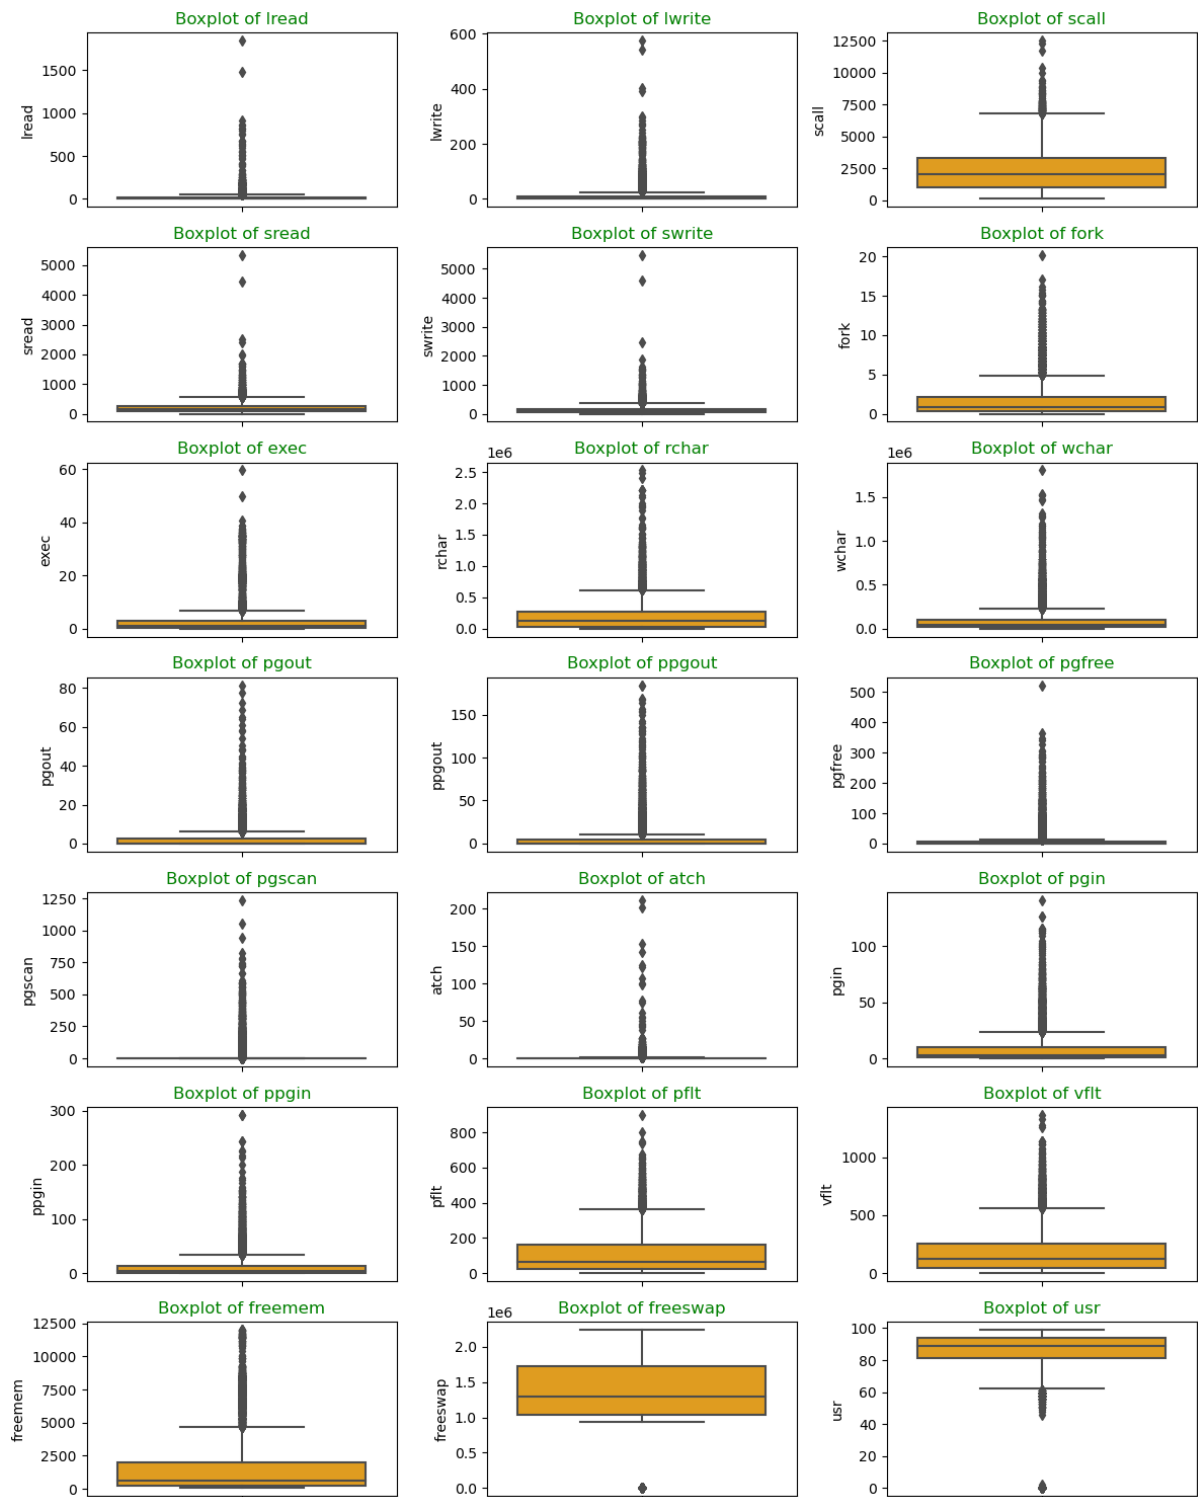 Boxplot of lread
Boxplot of lwrite
Boxplot of scall
1500
1000
500
0
lread
600
400
200
0
lwrite
12500
10000
7500
5000
2500
0
scall
Boxplot of sread
Boxplot of swrite
Boxplot of fork
5000
4000
3000
2000
1000
0
sread
5000
4000
3000
2000
1000
0
swrite
20
15
10
5
0
fork
Boxplot of exec
Boxplot of rchar
Boxplot of wchar
60
40
20
0
exec
1e6
2.5
2.0
1.5
1.0
0.5
0.0
rchar
1e6
1.5
1.0
0.5
0.0
wchar
Boxplot of pgout
Boxplot of ppgout
Boxplot of pgfree
80
60
40
20
0
pgout
150
100
50
0
ppgout
500
400
300
200
100
0
pgfree
Boxplot of pgscan
Boxplot of atch
Boxplot of pgin
1250
1000
750
500
250
0
pgscan
200
150
100
50
0
atch
100
50
0
pgin
Boxplot of ppgin
Boxplot of pflt
Boxplot of vflt
300
200
100
0
ppgin
800
600
400
200
0
pflt
1000
500
0
vflt
Boxplot of freemem
Boxplot of freeswap
Boxplot of usr
12500
10000
7500
5000
2500
0
freemem
1e6
2.0
1.5
1.0
0.5
0.0
freeswap
100
80
60
40
20
0
usr